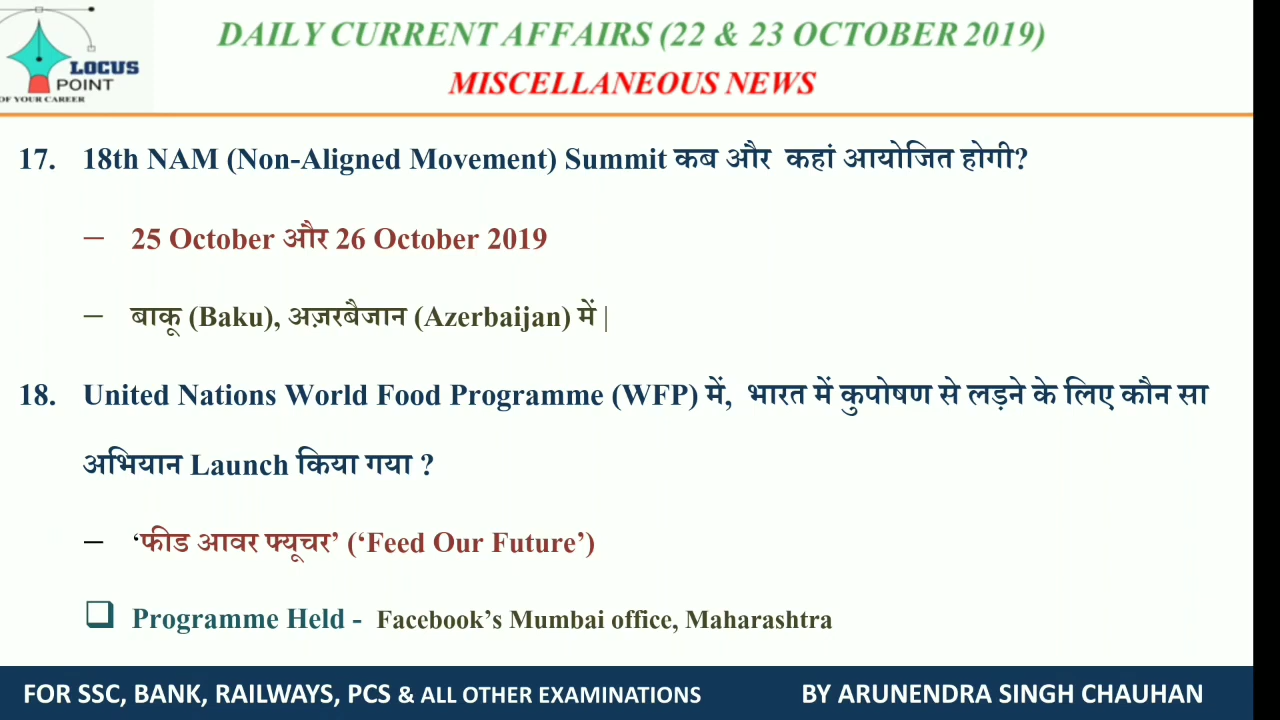 DAILY CURRENT AFFAIRS (22 & 23 OCTOBER 2019)
LOCUS
POINT
OF YOUR CAREER
MISCELLANEOUS NEWS
17. 18th NAM (Non-Aligned Movement) Summit कब और कहां आयोजित होगी?
– 25 October और 26 October 2019
– बाकू (Baku), अज़रबैजान (Azerbaijan) में |
18. United Nations World Food Programme (WFP) में, भारत में कुपोषण से लड़ने के लिए कौन सा
अभियान Launch किया गया ?
– ‘फीड आवर फ्यूचर’ (‘Feed Our Future’)
❑ Programme Held - Facebook’s Mumbai office, Maharashtra
FOR SSC, BANK, RAILWAYS, PCS & ALL OTHER EXAMINATIONS
BY ARUNENDRA SINGH CHAUHAN